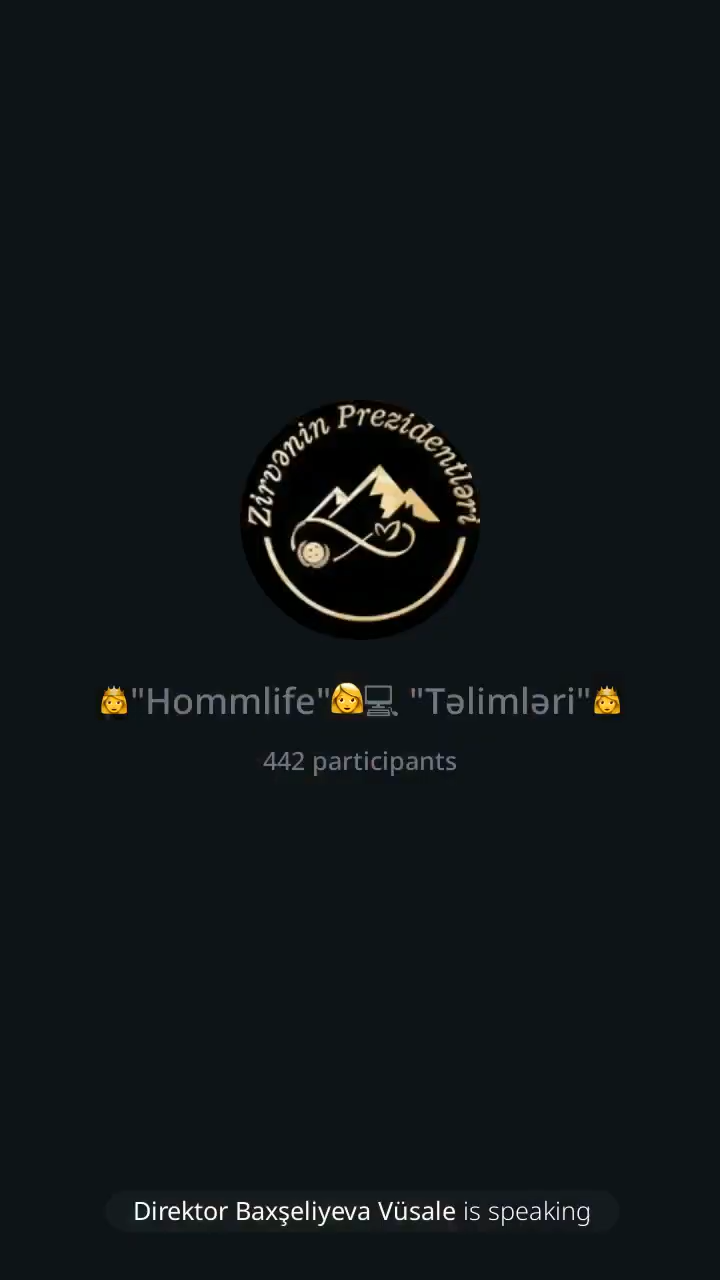 Zirvənin Prezidentləri
👸"Hommlife"👩💻 "Təlimləri"👸
442 participants
Direktor Baxşeliyeva Vüsale is speaking